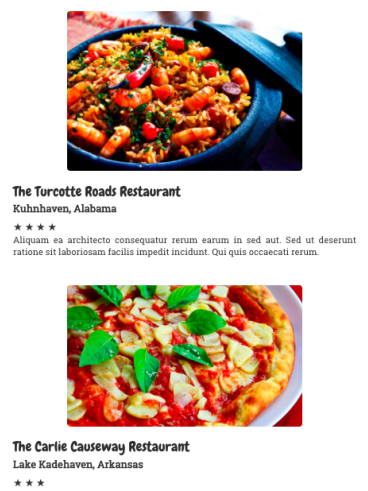 The Turcotte Roads Restaurant
Kuhnhaven, Alabama
★ ★ ★ ★
Aliquam ea architecto consequatur rerum earum in sed aut. Sed ut deserunt
ratione sit laboriosam facilis impedit incidunt. Qui quis occaecati rerum.
The Carlie Causeway Restaurant
Lake Kadehaven, Arkansas
★ ★ ★